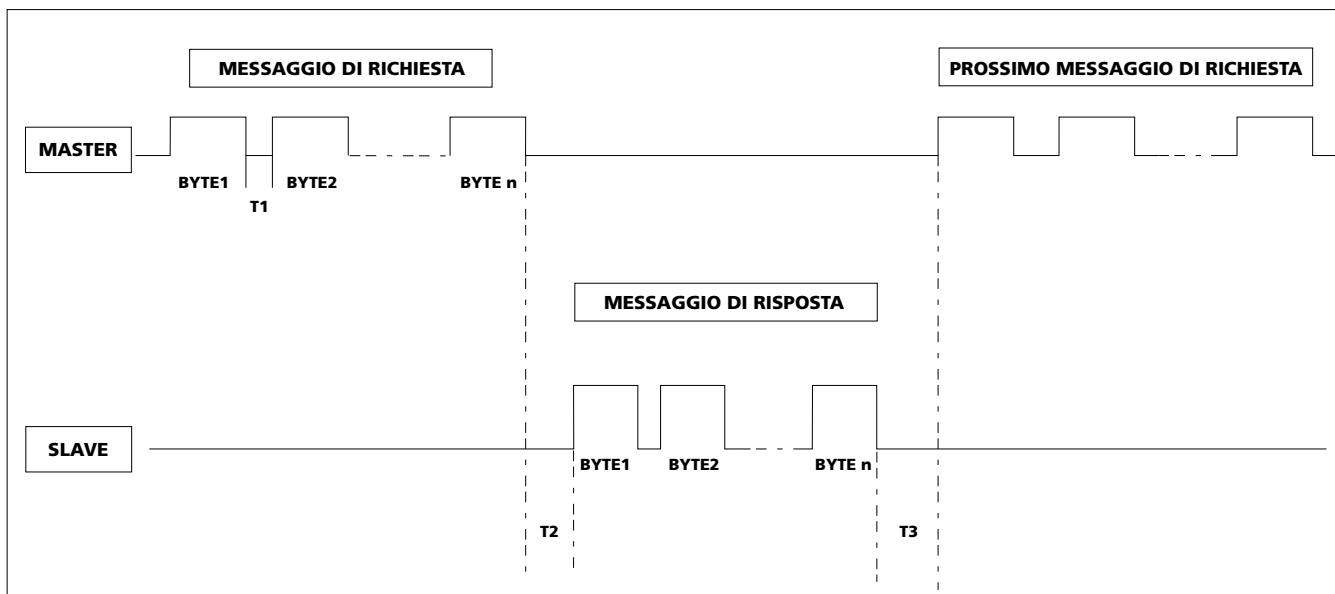 MESSAGGIO DI RICHIESTA
PROSSIMO MESSAGGIO DI RICHIESTA
MASTER
BYTE1
BYTE2
BYTE n
T1
MESSAGGIO DI RISPOSTA
SLAVE
BYTE1
BYTE2
BYTE n
T2
T3